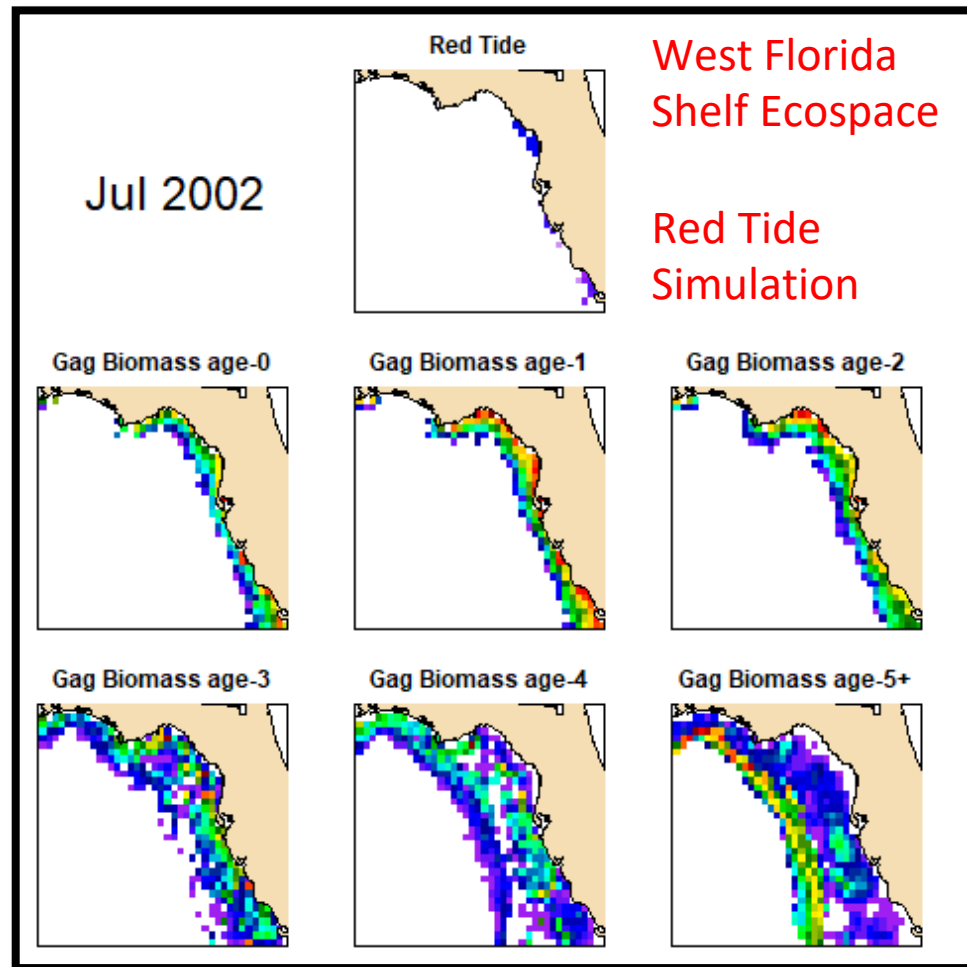 Red Tide
West Florida
Shelf Ecospace
Jul 2002
Red Tide
Simulation
Gag Biomass age-0
Gag Biomass age-1
Gag Biomass age-2
Gag Biomass age-3
Gag Biomass age-4
Gag Biomass age-5+